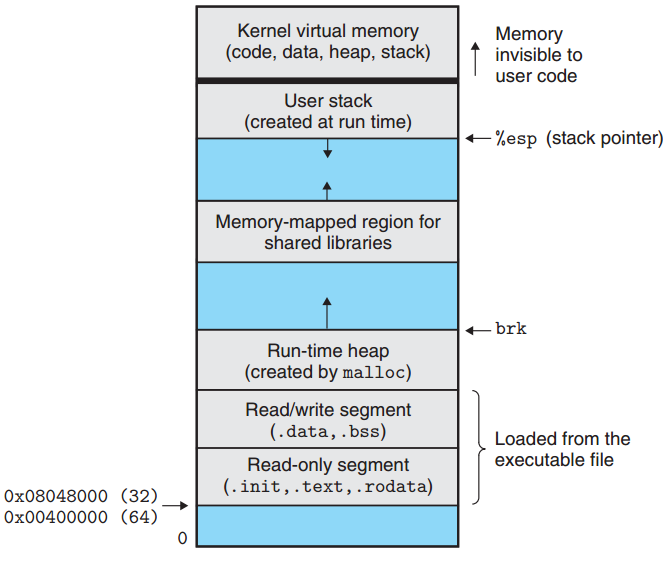 Kernel virtual memory
(code, data, heap, stack)
Memory
invisible to
user code
User stack
(created at run time)
%esp (stack pointer)
Memory-mapped region for
shared libraries
brk
Run-time heap
(created by malloc)
Read/write segment
(.data,.bss)
Loaded from the
executable file
Read-only segment
(.init,.text,.rodata)
0x08048000 (32)
0x00400000 (64)
0